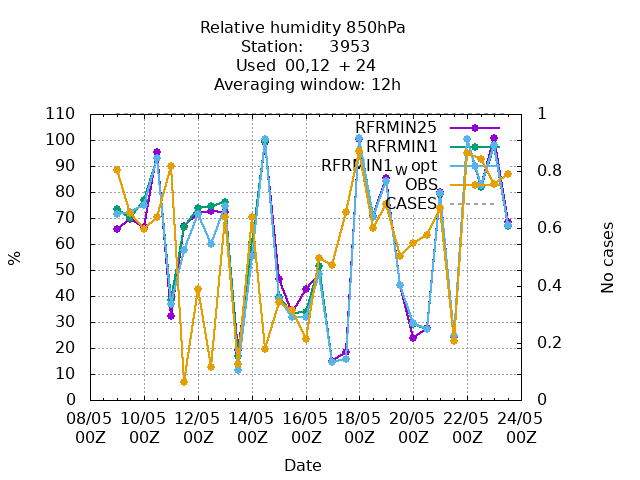 Relative humidity 850hPa
Station: 3953
Used 00,12 + 24
Averaging window: 12h
110
100
90
80
70
60
50
40
30
20
10
0
%
1
0.8
0.6
0.4
0.2
0
No cases
RFRMIN25
RFRMIN1
RFRMIN1_w opt
OBS
CASES
08/05 10/05 12/05 14/05 16/05 18/05 20/05 22/05 24/05
00Z 00Z 00Z 00Z 00Z 00Z 00Z 00Z 00Z
Date